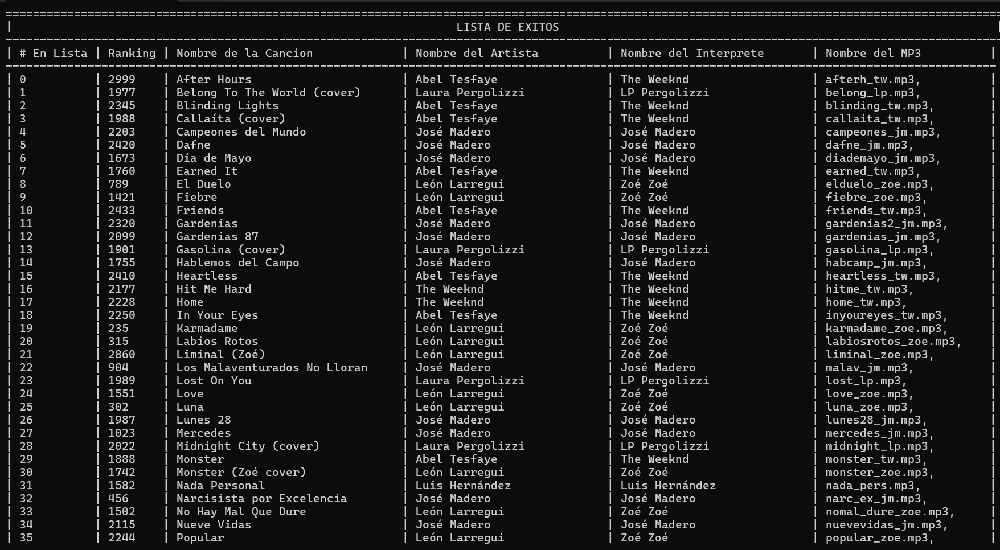 LISTA DE EXITOS
| # En Lista | Ranking | Nombre de la Cancion | Nombre del Artista | Nombre del Interprete | Nombre del MP3 |
| 0 | 2999 | After Hours | Abel Tesfaye | The Weeknd | afterh_tw.mp3, |
| 1 | 1977 | Belong To The World (cover) | Laura Pergolizzi | LP Pergolizzi | belong_lp.mp3, |
| 2 | 2345 | Blinding Lights | Abel Tesfaye | The Weeknd | blinding_tw.mp3, |
| 3 | 1988 | Callaíta (cover) | Abel Tesfaye | The Weeknd | callaita_tw.mp3, |
| 4 | 2203 | Campeones del Mundo | José Madero | José Madero | campeones_jm.mp3, |
| 5 | 2420 | Dafne | José Madero | José Madero | dafne_jm.mp3, |
| 6 | 1673 | Día de Mayo | José Madero | José Madero | diademayo_jm.mp3, |
| 7 | 1760 | Earned It | Abel Tesfaye | The Weeknd | earned_tw.mp3, |
| 8 | 789 | El Duelo | León Larregui | Zoé Zoé | elduelo_zoe.mp3, |
| 9 | 1421 | Fiebre | León Larregui | Zoé Zoé | fiebre_zoe.mp3, |
| 10 | 2433 | Friends | Abel Tesfaye | The Weeknd | friends_tw.mp3, |
| 11 | 2320 | Gardenias | José Madero | José Madero | gardenias2_jm.mp3, |
| 12 | 2099 | Gardenias 87 | José Madero | José Madero | gardenias_jm.mp3, |
| 13 | 1901 | Gasolina (cover) | Laura Pergolizzi | LP Pergolizzi | gasolina_lp.mp3, |
| 14 | 1755 | Hablemos del Campo | José Madero | José Madero | habcamp_jm.mp3, |
| 15 | 2410 | Heartless | Abel Tesfaye | The Weeknd | heartless_tw.mp3, |
| 16 | 2177 | Hit Me Hard | The Weeknd | The Weeknd | hitme_tw.mp3, |
| 17 | 2228 | Home | The Weeknd | The Weeknd | home_tw.mp3, |
| 18 | 2250 | In Your Eyes | Abel Tesfaye | The Weeknd | inyoureyes_tw.mp3, |
| 19 | 235 | Karmadame | León Larregui | Zoé Zoé | karmadame_zoe.mp3, |
| 20 | 315 | Labios Rotos | León Larregui | Zoé Zoé | labiosrotos_zoe.mp3, |
| 21 | 2860 | Liminal (Zoé) | León Larregui | Zoé Zoé | liminal_zoe.mp3, |
| 22 | 904 | Los Malaventurados No Lloran | José Madero | José Madero | malav_jm.mp3, |
| 23 | 1989 | Lost On You | Laura Pergolizzi | LP Pergolizzi | lost_lp.mp3, |
| 24 | 1551 | Love | León Larregui | Zoé Zoé | love_zoe.mp3, |
| 25 | 302 | Luna | León Larregui | Zoé Zoé | luna_zoe.mp3, |
| 26 | 1987 | Lunes 28 | José Madero | José Madero | lunes28_jm.mp3, |
| 27 | 1023 | Mercedes | José Madero | José Madero | mercedes_jm.mp3, |
| 28 | 2022 | Midnight City (cover) | Laura Pergolizzi | LP Pergolizzi | midnight_lp.mp3, |
| 29 | 1888 | Monster | Abel Tesfaye | The Weeknd | monster_tw.mp3, |
| 30 | 1742 | Monster (Zoé cover) | León Larregui | Zoé Zoé | monster_zoe.mp3, |
| 31 | 1582 | Nada Personal | Luis Hernández | Luis Hernández | nada_pers.mp3, |
| 32 | 456 | Narcisista por Excelencia | José Madero | José Madero | narc_ex_jm.mp3, |
| 33 | 1502 | No Hay Mal Que Dure | León Larregui | Zoé Zoé | nomal_dure_zoe.mp3, |
| 34 | 2115 | Nueve Vidas | José Madero | José Madero | nuevevidas_jm.mp3, |
| 35 | 2244 | Popular | León Larregui | Zoé Zoé | popular_zoe.mp3, |